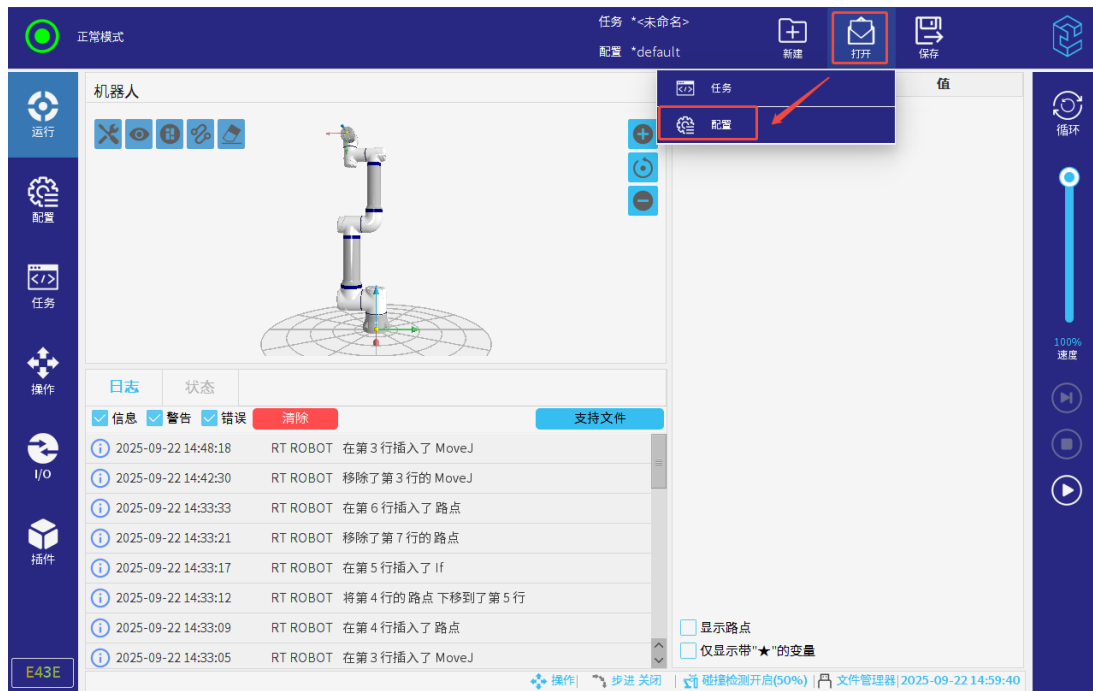 正常模式
任务 *<未命名>
配置 *default
新建
打开
保存
任务
配置
值
运行
配置
任务
操作
I/O
插件
E43E
机器人
日志
状态
信息
警告
错误
清除
支持文件
2025-09-22 14:48:18 RT ROBOT 在第 3 行插入了 MoveJ
2025-09-22 14:42:30 RT ROBOT 移除了第 3 行的 MoveJ
2025-09-22 14:33:33 RT ROBOT 在第 6 行插入了 路点
2025-09-22 14:33:21 RT ROBOT 移除了第 7 行的 路点
2025-09-22 14:33:17 RT ROBOT 在第 5 行插入了 If
2025-09-22 14:33:12 RT ROBOT 将第 4 行的 路点 下移到了第 5 行
2025-09-22 14:33:09 RT ROBOT 在第 4 行插入了 路点
2025-09-22 14:33:05 RT ROBOT 在第 3 行插入了 MoveJ
显示路点
仅显示带"★"的变量
循环
100%
速度
操作| 步进 关闭 | 碰撞检测开启(50%) | 文件管理器| 2025-09-22 14:59:40